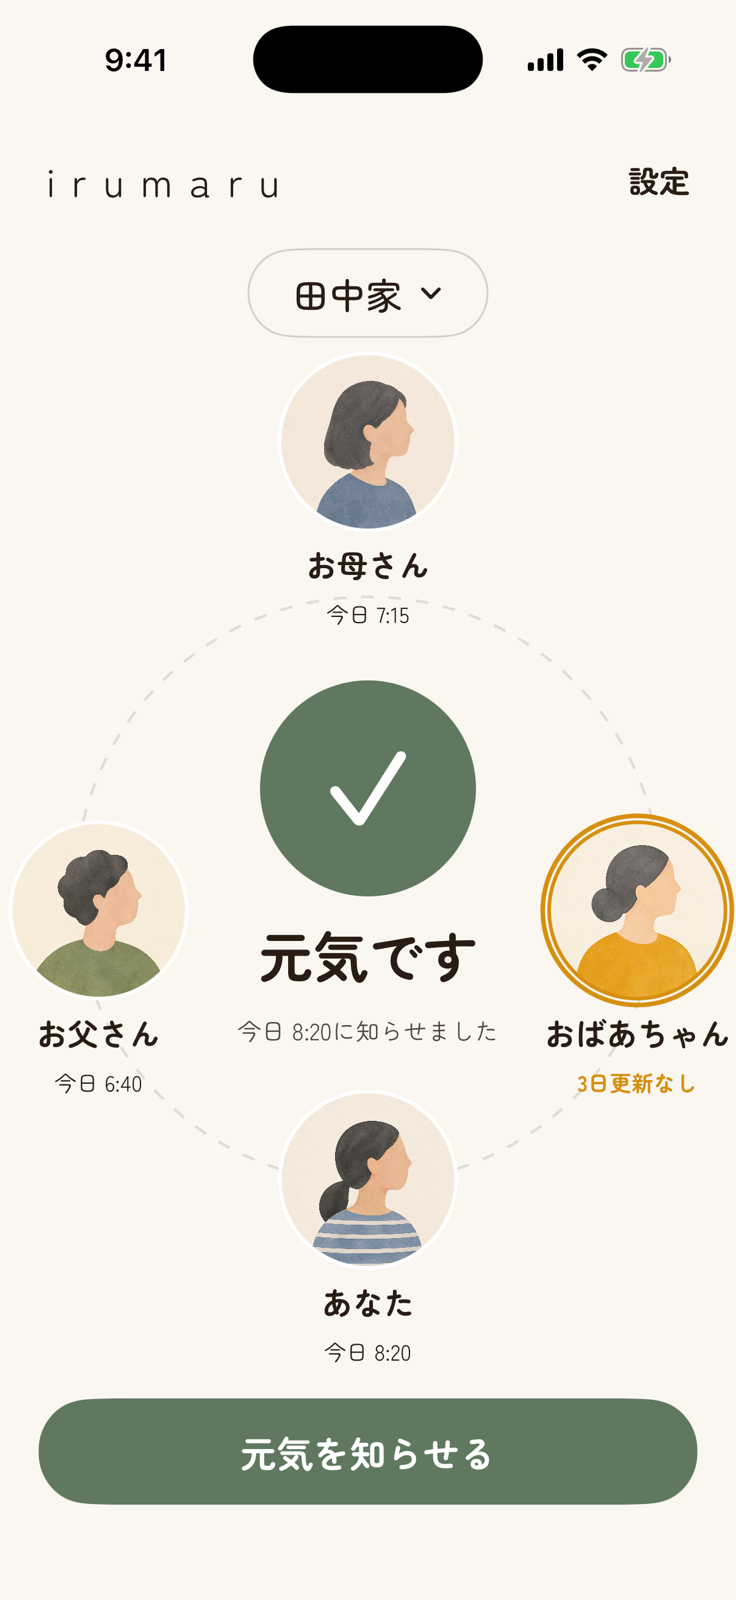 9:41
irumaru
設定
田中家
お母さん
今日 7:15
元気です
今日 8:20に知らせました
お父さん
今日 6:40
おばあちゃん
3日更新なし
あなた
今日 8:20
元気を知らせる